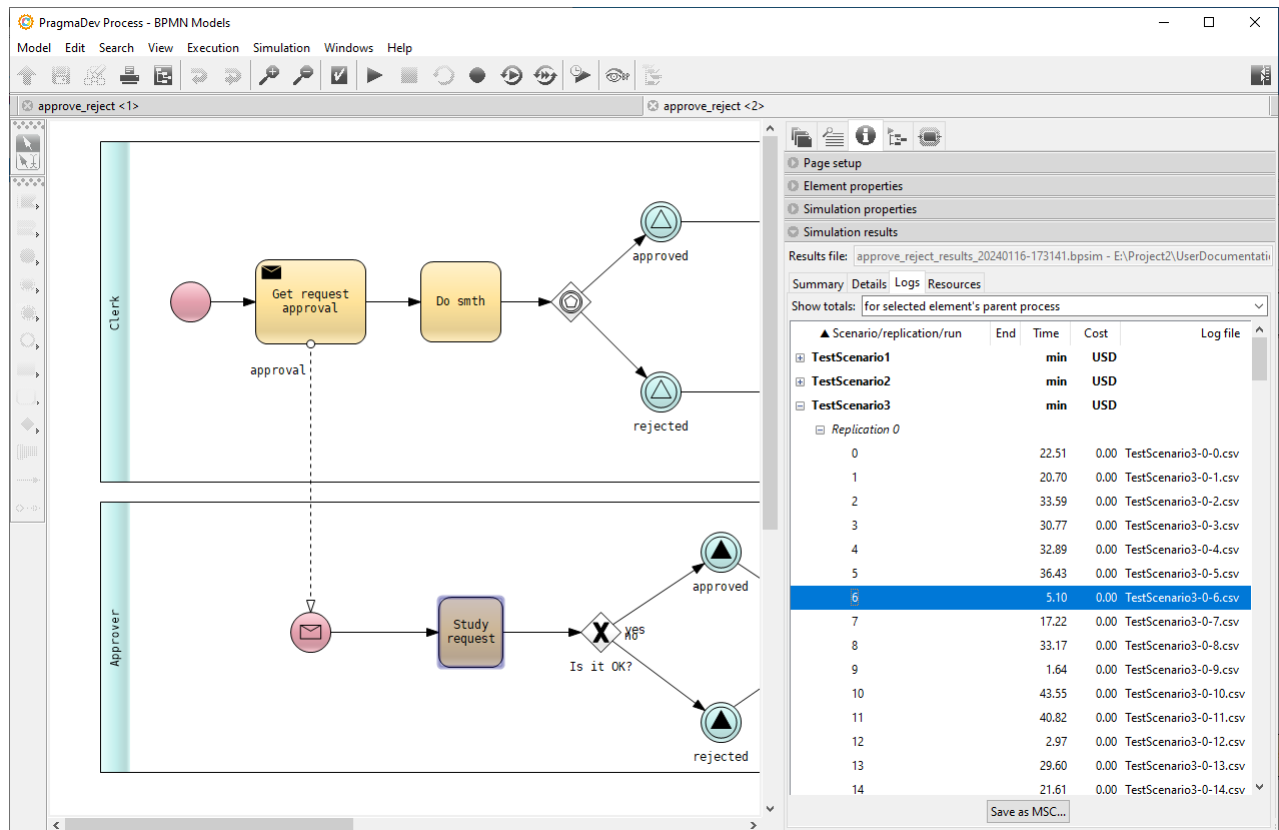 PragmaDev Process - BPMN Models
Model Edit Search View Execution Simulation Windows Help
approve_reject <1>
approve_reject <2>
Clerk
Get request
approval
Do smth
approved
rejected
approval
Approver
Study
request
Is it OK?
yes
no
approved
rejected
Page setup
Element properties
Simulation properties
Simulation results
Results file: approve_reject_results_20240116-173141.bpsim - E:\Project2\UserDocumentati
Summary Details Logs Resources
Show totals: for selected element's parent process
▲ Scenario/replication/run End Time Cost Log file
TestScenario1 min USD
TestScenario2 min USD
TestScenario3 min USD
Replication 0
0 22.51 0.00 TestScenario3-0-0.csv
1 20.70 0.00 TestScenario3-0-1.csv
2 33.59 0.00 TestScenario3-0-2.csv
3 30.77 0.00 TestScenario3-0-3.csv
4 32.89 0.00 TestScenario3-0-4.csv
5 36.43 0.00 TestScenario3-0-5.csv
6 5.10 0.00 TestScenario3-0-6.csv
7 17.22 0.00 TestScenario3-0-7.csv
8 33.17 0.00 TestScenario3-0-8.csv
9 1.64 0.00 TestScenario3-0-9.csv
10 43.55 0.00 TestScenario3-0-10.csv
11 40.82 0.00 TestScenario3-0-11.csv
12 2.97 0.00 TestScenario3-0-12.csv
13 29.60 0.00 TestScenario3-0-13.csv
14 21.61 0.00 TestScenario3-0-14.csv
Save as MSC...